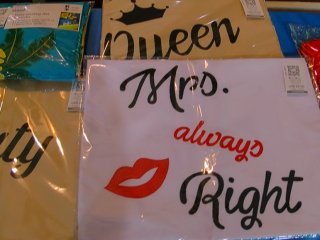 Queen
Mrs.
always
Right
ty